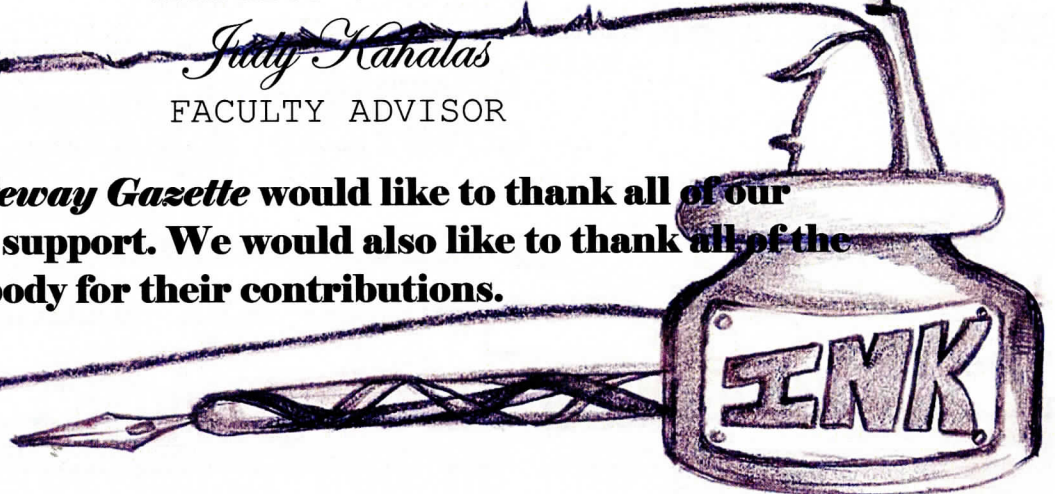 Judy Kahalas
FACULTY ADVISOR
eway Gazette would like to thank all of our
support. We would also like to thank all of the
body for their contributions.
INK